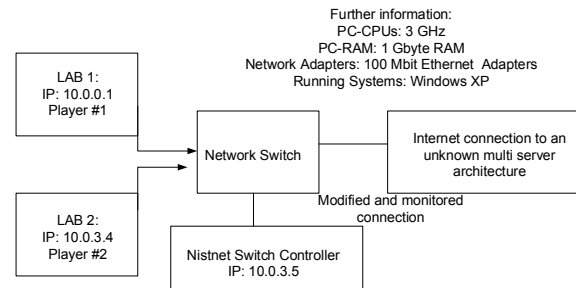 Further information:
PC-CPUs: 3 GHz
PC-RAM: 1 Gbyte RAM
Network Adapters: 100 Mbit Ethernet Adapters
Running Systems: Windows XP
LAB 1:
IP: 10.0.0.1
Player #1
Network Switch
Internet connection to an
unknown multi server
architecture
Modified and monitored
connection
LAB 2:
IP: 10.0.3.4
Player #2
Nistnet Switch Controller
IP: 10.0.3.5